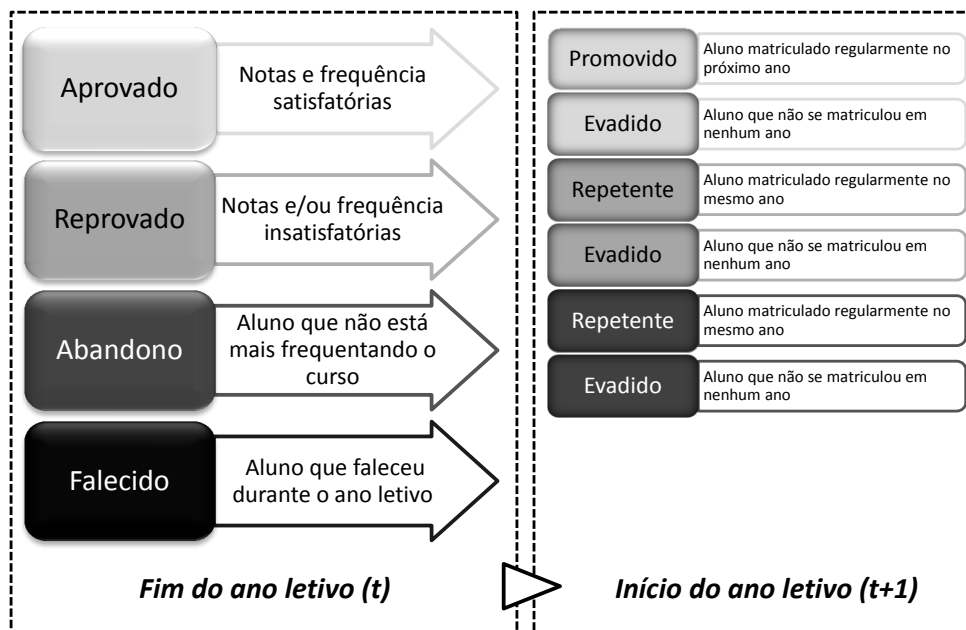 Aprovado
Notas e frequência
satisfatórias
Reprovado
Notas e/ou frequência
insatisfatórias
Abandono
Aluno que não está
mais frequentando o
curso
Falecido
Aluno que faleceu
durante o ano letivo
Fim do ano letivo (t)
Promovido
Aluno matriculado regularmente no
próximo ano
Evadido
Aluno que não se matriculou em
nenhum ano
Repetente
Aluno matriculado regularmente no
mesmo ano
Evadido
Aluno que não se matriculou em
nenhum ano
Repetente
Aluno matriculado regularmente no
mesmo ano
Evadido
Aluno que não se matriculou em
nenhum ano
Início do ano letivo (t+1)